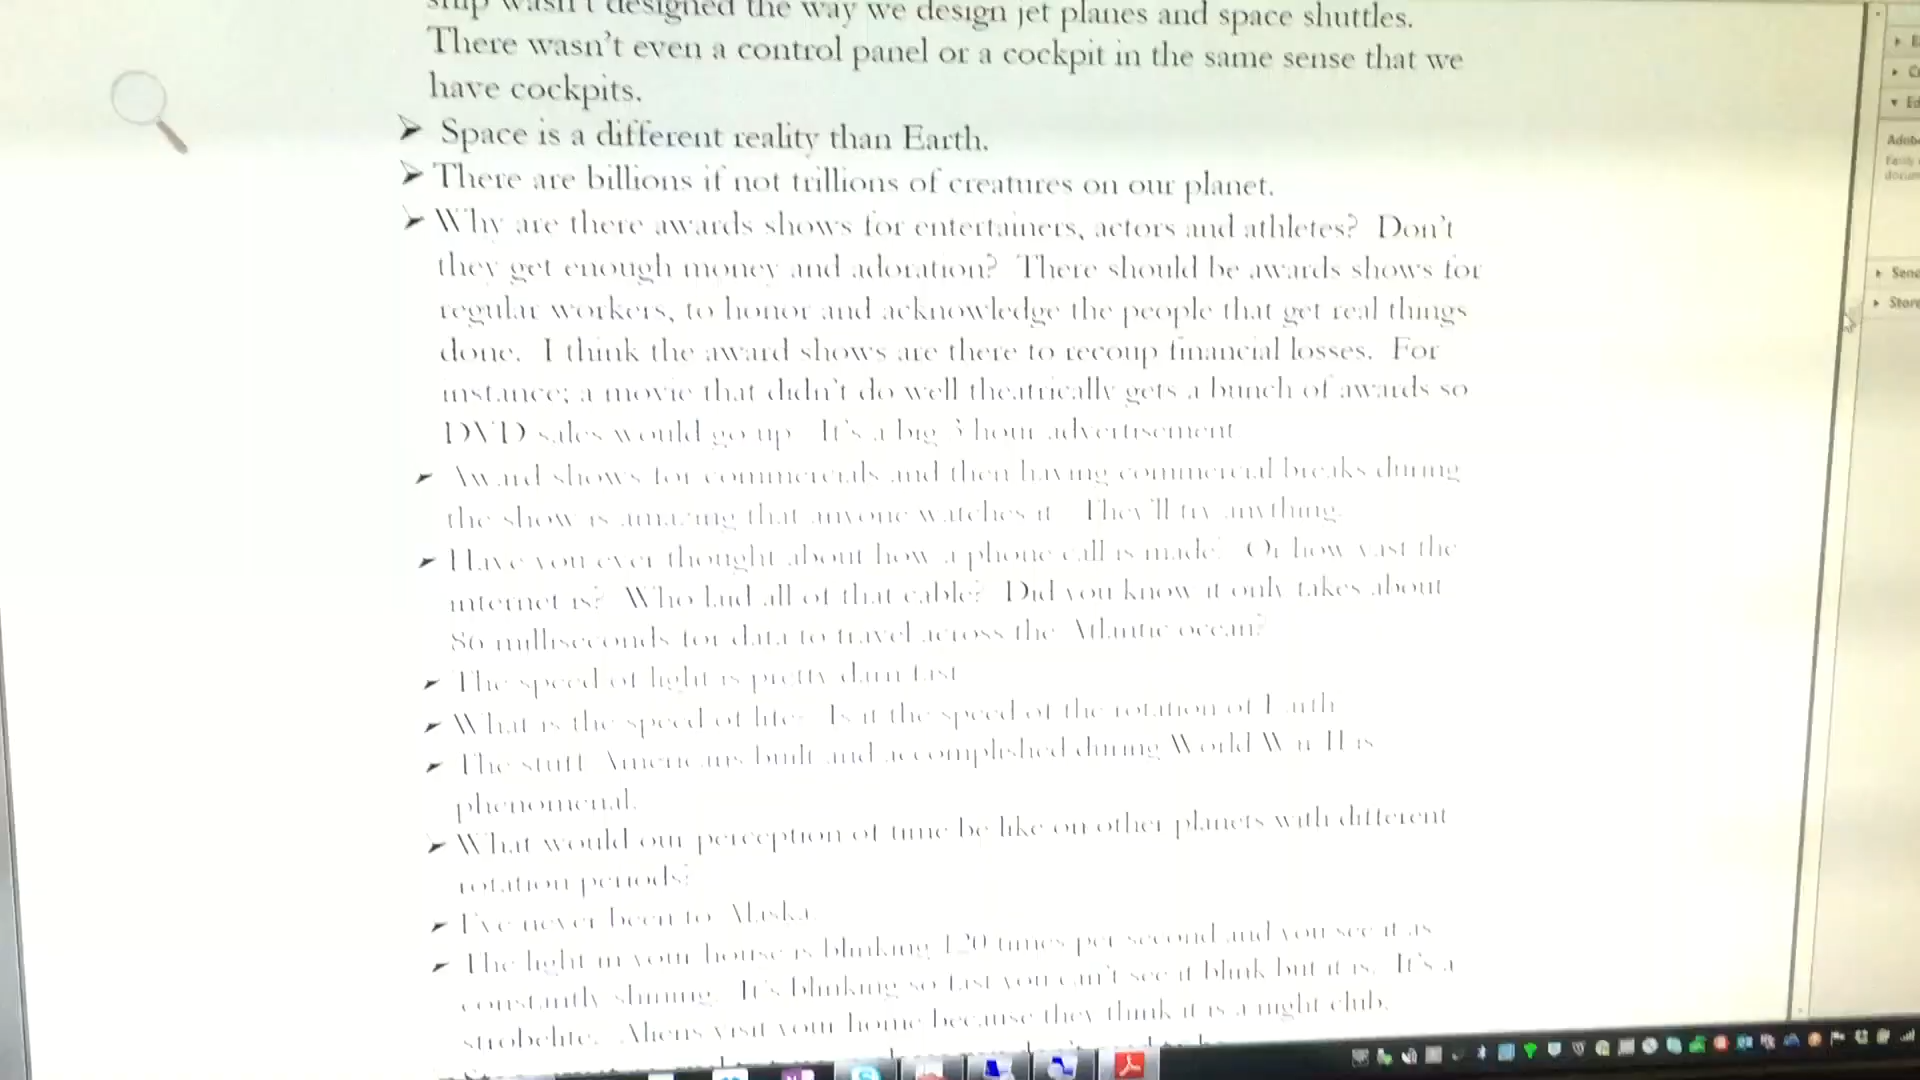 ship wasn't designed the way we design jet planes and space shuttles.
There wasn't even a control panel or a cockpit in the same sense that we
have cockpits.
➤ Space is a different reality than Earth.
➤ There are billions if not trillions of creatures on our planet.
➤ Why are there awards shows for entertainers, actors and athletes? Don't
they get enough money and adoration? There should be awards shows for
regular workers, to honor and acknowledge the people that get real things
done. I think the award shows are there to recoup financial losses. For
instance; a movie that didn't do well theatrically gets a bunch of awards so
DVD sales would go up. It's a big 3 hour advertisement.
➤ Award shows for commercials and then having commercial breaks during
the show is amazing that anyone watches it. They'll try anything.
➤ Have you ever thought about how a phone call is made? Or how vast the
internet is? Who laid all of that cable? Did you know it only takes about
80 milliseconds for data to travel across the Atlantic ocean?
➤ The speed of light is pretty darn fast
➤ What is the speed of life? Is it the speed of the rotation of Earth
➤ The stuff Americans built and accomplished during World War II is
phenomenal.
➤ What would our perception of time be like on other planets with different
rotation periods?
➤ I've never been to Alaska.
➤ The light in your house is blinking 120 times per second and you see it as
constantly shining. It's blinking so fast you can't see it blink but it is. It's a
strobelite. Aliens visit your home because they think it is a night club.
Adobe